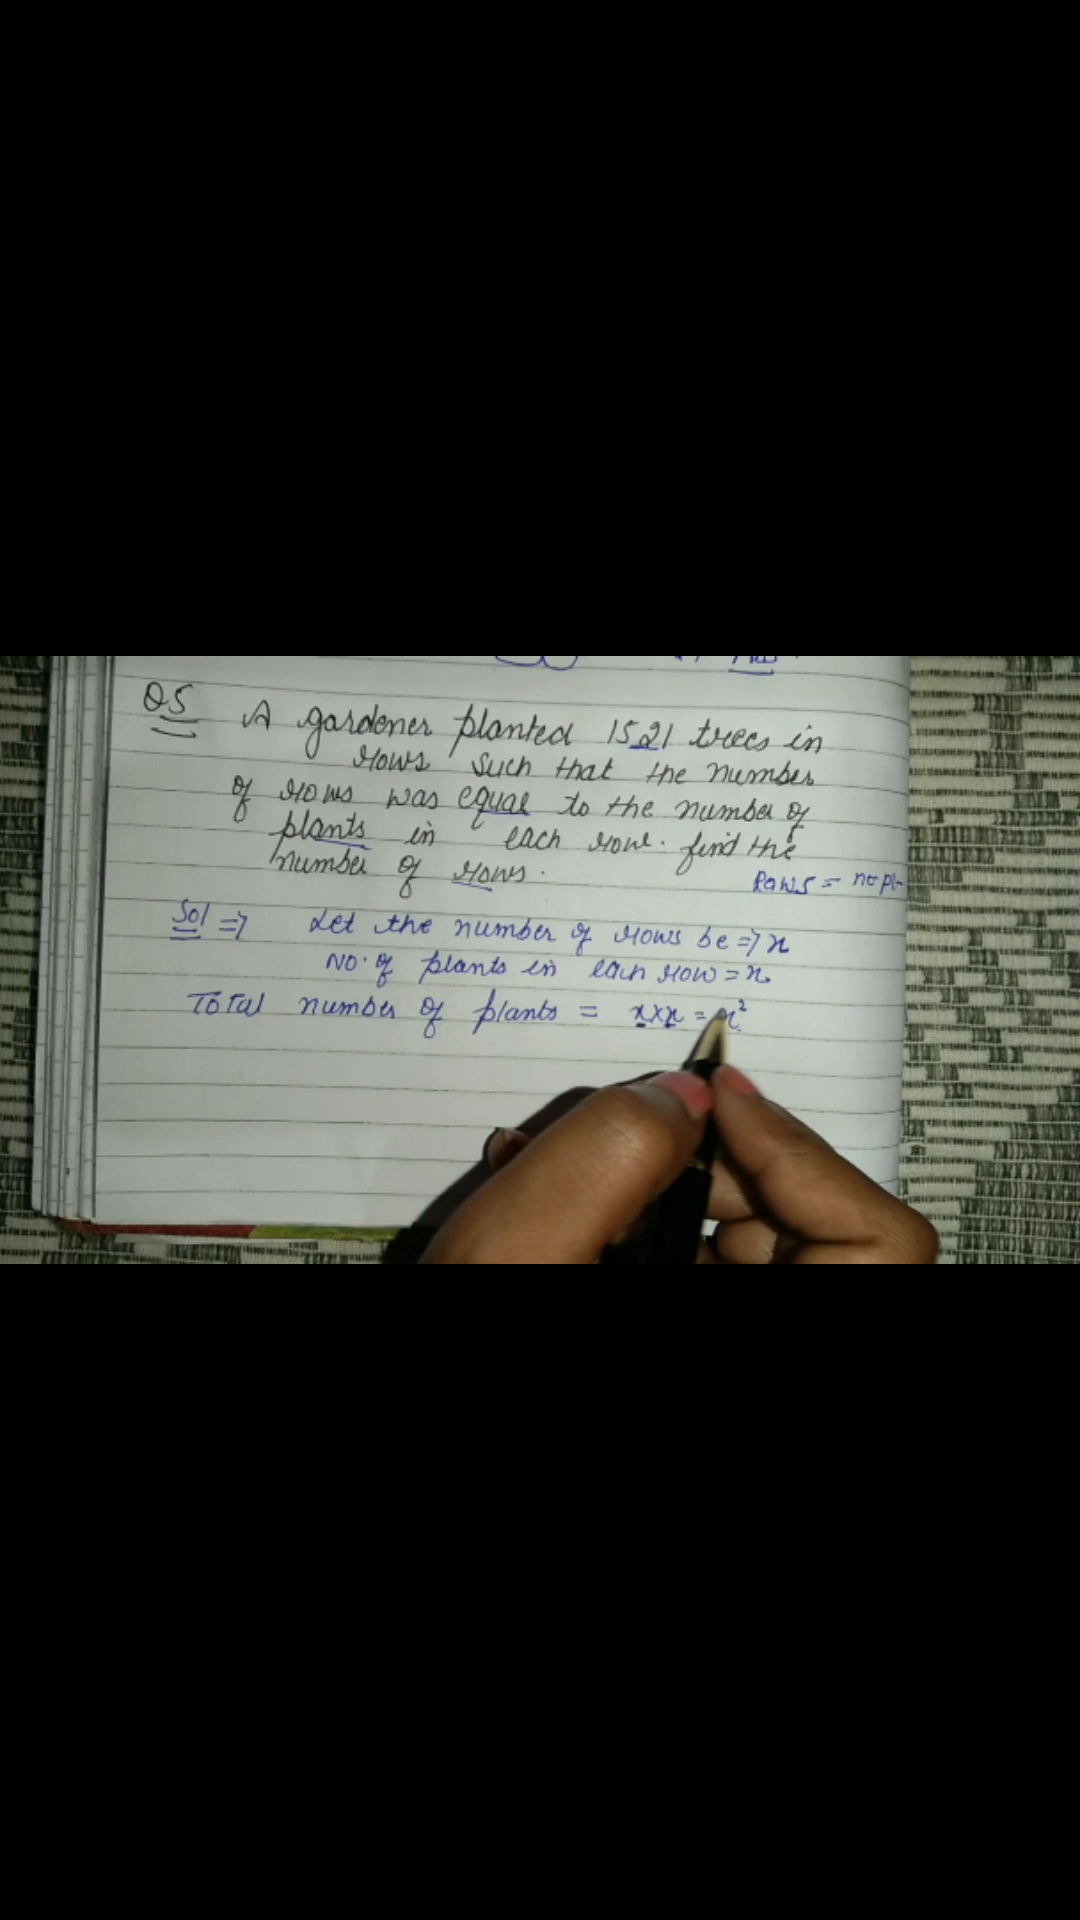 Q5 A gardener planted 1521 trees in
rows such that the number
of rows was equal to the number of
plants in each row. find the
number of rows.
Rows = no pl
Sol => Let the number of rows be => x
No. of plants in each row = x.
Total number of plants = x×x = x²